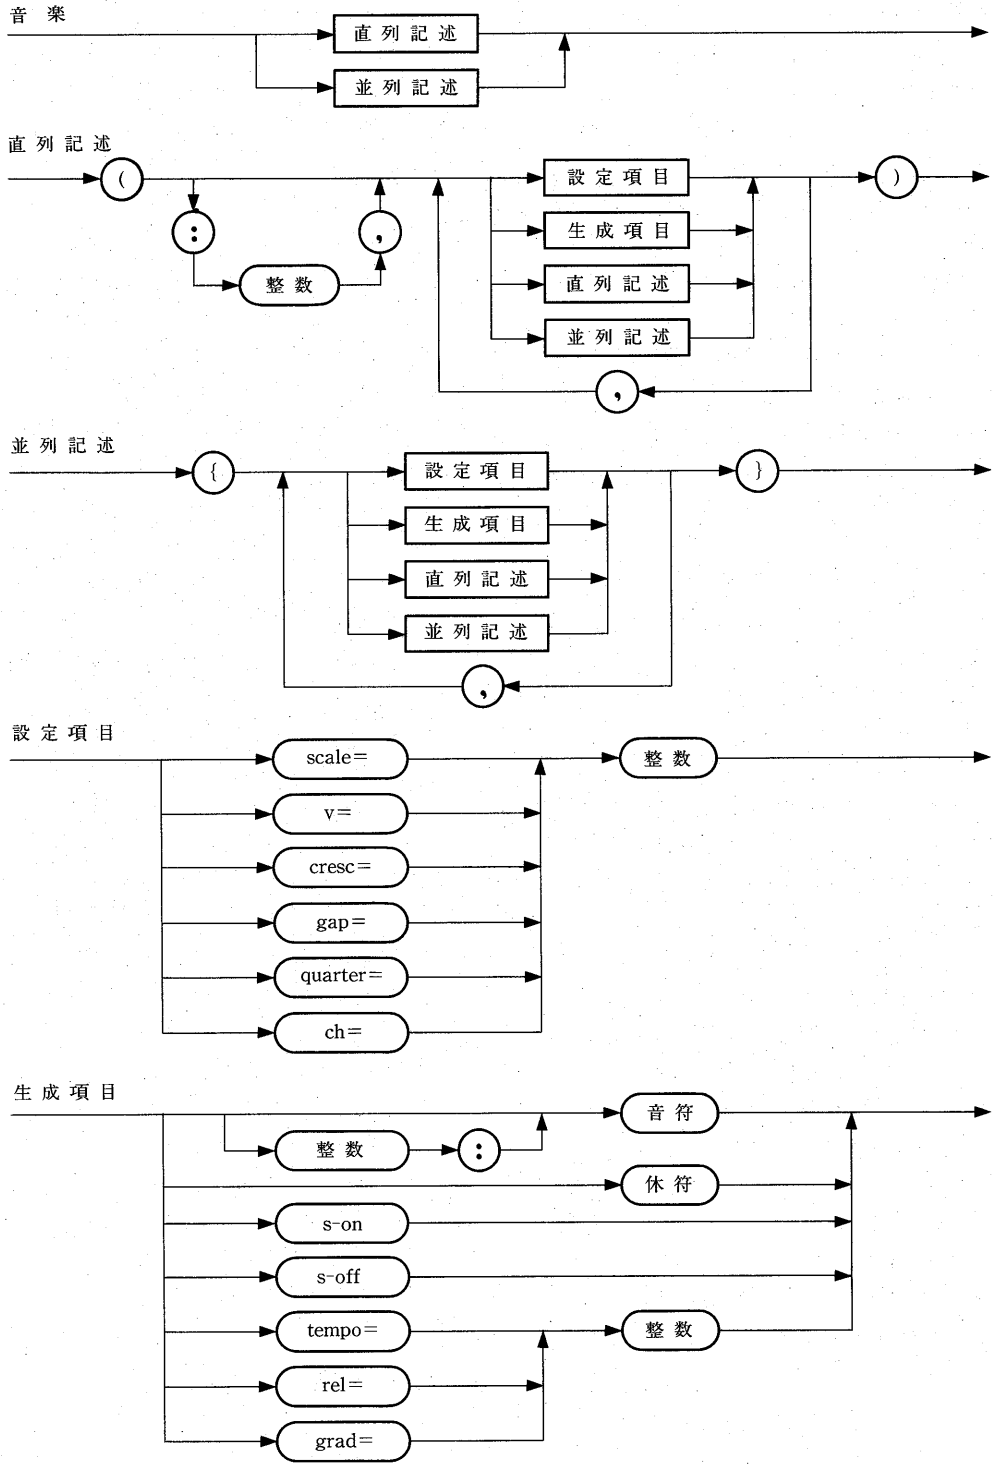 音楽
直列記述
並列記述
直列記述
(
設定項目
)
:
生成項目
,
整数
直列記述
並列記述
,
並列記述
{
設定項目
}
生成項目
直列記述
並列記述
,
設定項目
scale=
整数
v=
cresc=
gap=
quarter=
ch=
生成項目
音符
整数
:
休符
s-on
s-off
tempo=
整数
rel=
grad=